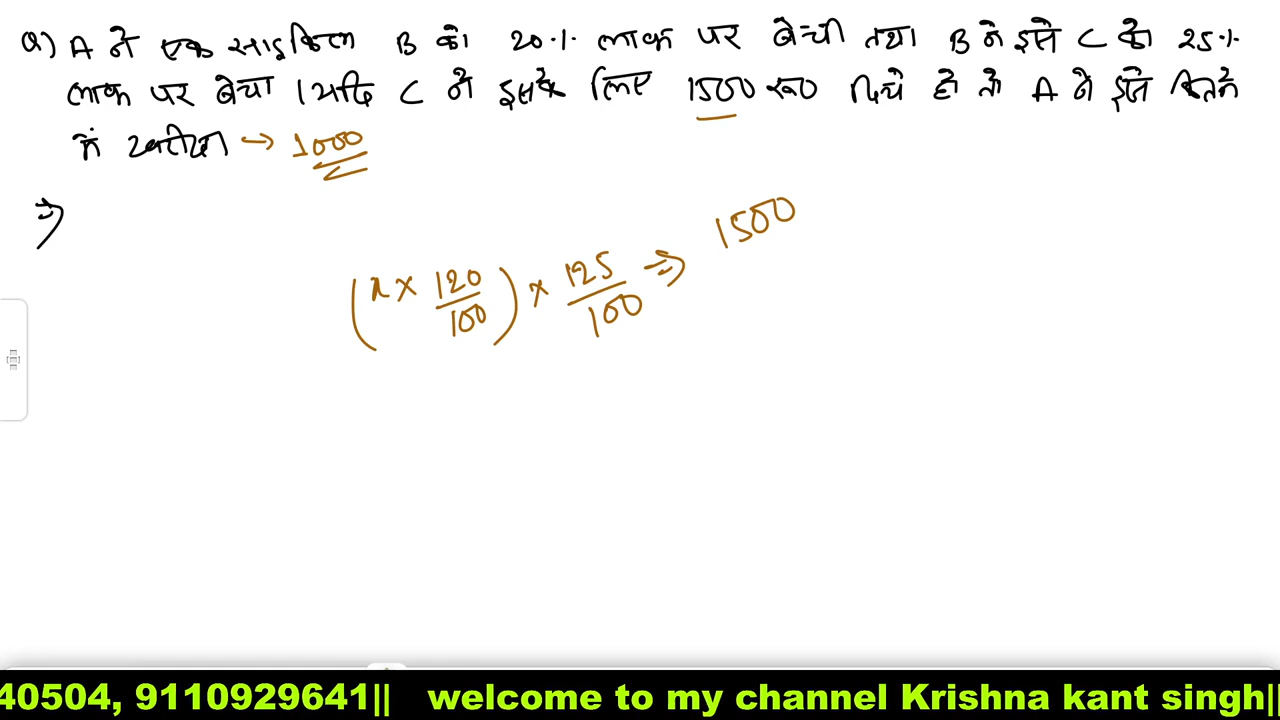 Q) A ने एक साइकिल B को 20% लाभ पर बेची तथा B ने इसे C को 25%
लाभ पर बेचा । यदि C ने इसके लिए 1500 रू० दिये हो तो A ने इसे कितने
में खरीदा → 1000
⇒
(x × 120/100) × 125/100 ⇒ 1500
40504, 9110929641|| welcome to my channel Krishna kant singh||